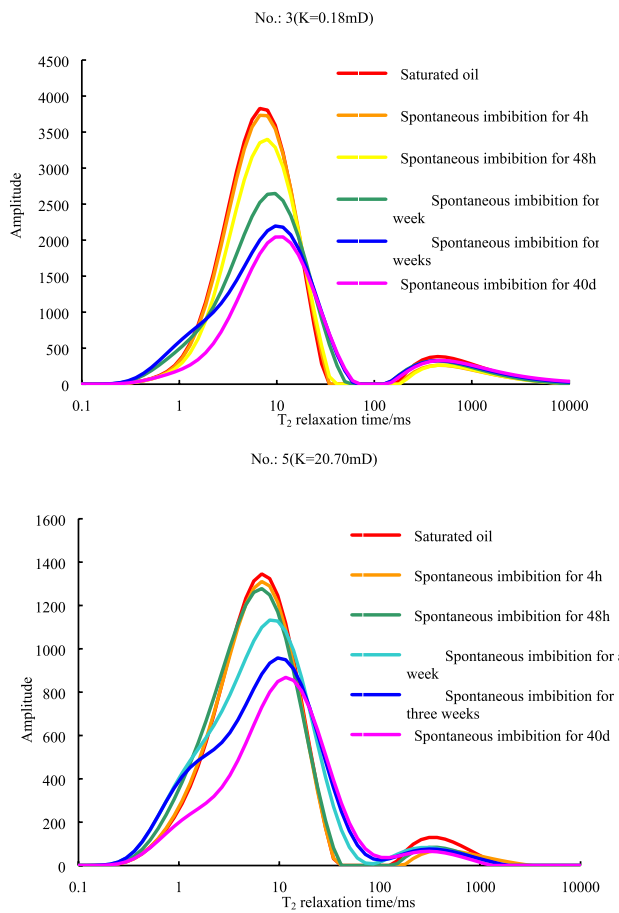 No.: 3(K=0.18mD)
4500
4000
3500
3000
2500
2000
1500
1000
500
0
Amplitude
Saturated oil
Spontaneous imbibition for 4h
Spontaneous imbibition for 48h
Spontaneous imbibition for
week
Spontaneous imbibition for
weeks
Spontaneous imbibition for 40d
0.1 1 10 100 1000 10000
T2 relaxation time/ms
No.: 5(K=20.70mD)
1600
1400
1200
1000
800
600
400
200
0
Amplitude
Saturated oil
Spontaneous imbibition for 4h
Spontaneous imbibition for 48h
Spontaneous imbibition for a
week
Spontaneous imbibition for
three weeks
Spontaneous imbibition for 40d
0.1 1 10 100 1000 10000
T2 relaxation time/ms